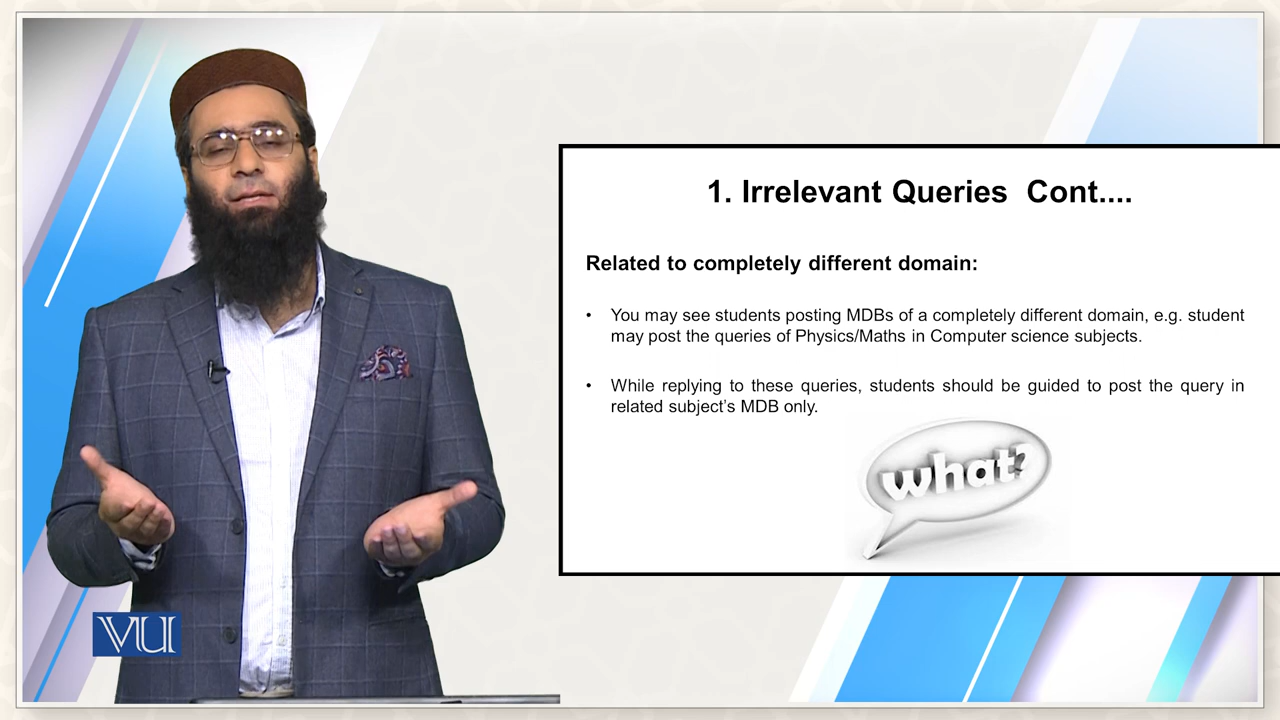 1. Irrelevant Queries Cont....
Related to completely different domain:
• You may see students posting MDBs of a completely different domain, e.g. student
may post the queries of Physics/Maths in Computer science subjects.
• While replying to these queries, students should be guided to post the query in
related subject’s MDB only.
what?
VU